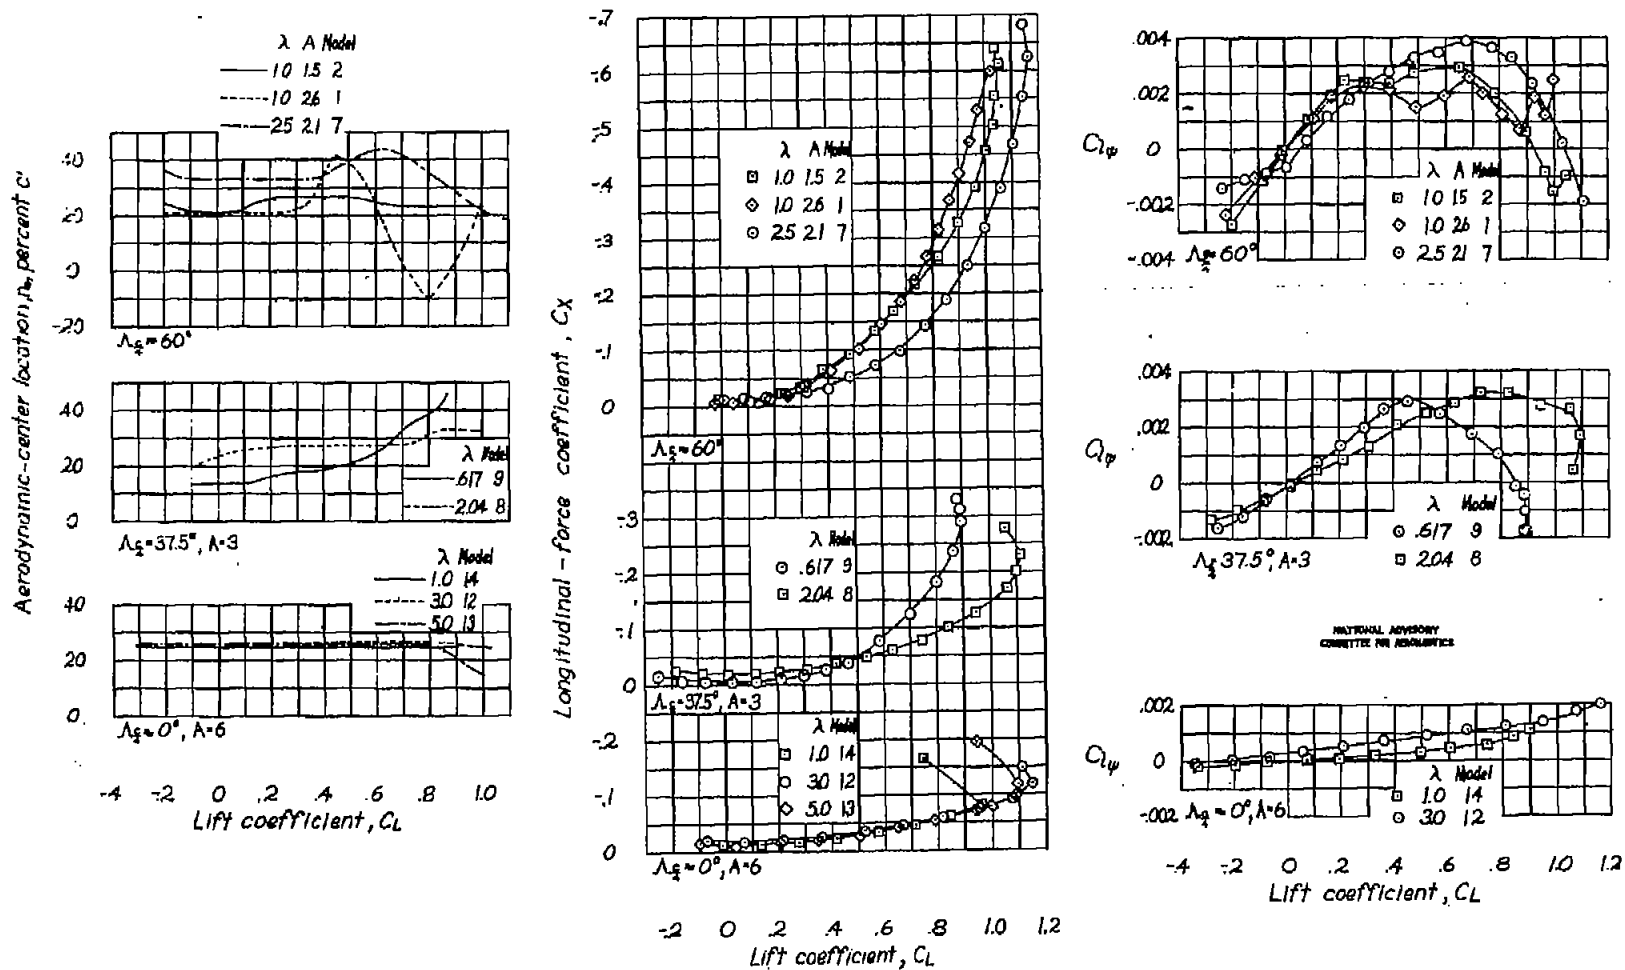 λ A Model
1.0 1.5 2
1.0 2.6 1
2.5 2.1 7
40
20
0
-.20
Λc/4≈60°
40
20
0
λ Model
.617 9
2.04 8
Λc/4=37.5°, A=3
λ Model
1.0 14
3.0 12
5.0 13
40
20
0
Λc/4≈0°, A=6
-.4 -.2 0 .2 .4 .6 .8 1.0
Lift coefficient, CL
Aerodynamic-center location, percent c'
-.7
-.6
-.5
-.4
-.3
-.2
-.1
0
λ A Model
1.0 1.5 2
1.0 2.6 1
2.5 2.1 7
Λc/4≈60°
-.3
-.2
-.1
0
λ Model
.617 9
2.04 8
Λc/4=37.5°, A=3
-.2
-.1
0
λ Model
1.0 14
3.0 12
5.0 13
Λc/4≈0°, A=6
-.2 0 .2 .4 .6 .8 1.0 1.2
Lift coefficient, CL
Longitudinal-force coefficient, CX
.004
.002
0
-.002
-.004
Clψ
λ A Model
1.0 1.5 2
1.0 2.6 1
2.5 2.1 7
Λc/4≈60°
.004
.002
0
-.002
Clψ
λ Model
.617 9
2.04 8
Λc/4=37.5°, A=3
NATIONAL ADVISORY
COMMITTEE FOR AERONAUTICS
.002
0
-.002
Clψ
λ Model
1.0 14
3.0 12
Λc/4≈0°, A=6
-.4 -.2 0 .2 .4 .6 .8 1.0 1.2
Lift coefficient, CL